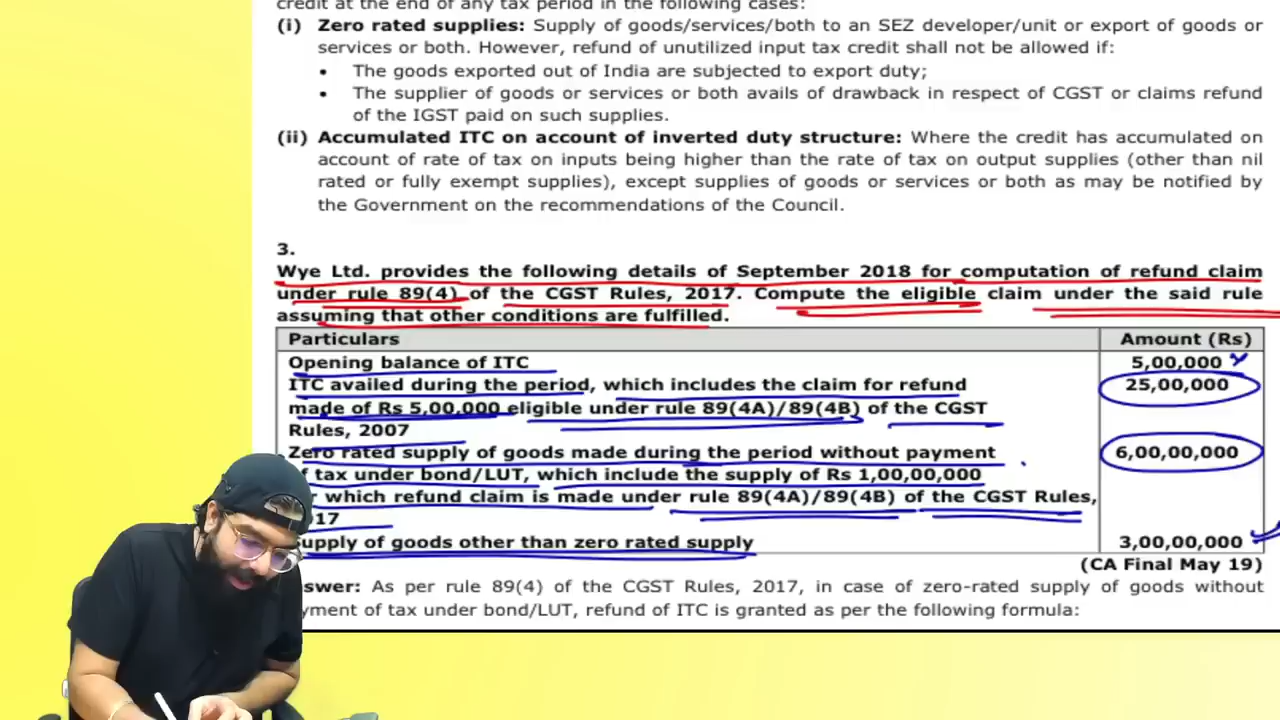 credit at the end of any tax period in the following cases:
(i) Zero rated supplies: Supply of goods/services/both to an SEZ developer/unit or export of goods or
services or both. However, refund of unutilized input tax credit shall not be allowed if:
• The goods exported out of India are subjected to export duty;
• The supplier of goods or services or both avails of drawback in respect of CGST or claims refund
of the IGST paid on such supplies.
(ii) Accumulated ITC on account of inverted duty structure: Where the credit has accumulated on
account of rate of tax on inputs being higher than the rate of tax on output supplies (other than nil
rated or fully exempt supplies), except supplies of goods or services or both as may be notified by
the Government on the recommendations of the Council.
3.
Wye Ltd. provides the following details of September 2018 for computation of refund claim
under rule 89(4) of the CGST Rules, 2017. Compute the eligible claim under the said rule
assuming that other conditions are fulfilled.
Particulars Amount (Rs)
Opening balance of ITC 5,00,000
ITC availed during the period, which includes the claim for refund 25,00,000
made of Rs 5,00,000 eligible under rule 89(4A)/89(4B) of the CGST
Rules, 2007
Zero rated supply of goods made during the period without payment 6,00,00,000
of tax under bond/LUT, which include the supply of Rs 1,00,00,000
which refund claim is made under rule 89(4A)/89(4B) of the CGST Rules,
17
Supply of goods other than zero rated supply 3,00,00,000
(CA Final May 19)
swer: As per rule 89(4) of the CGST Rules, 2017, in case of zero-rated supply of goods without
yment of tax under bond/LUT, refund of ITC is granted as per the following formula: